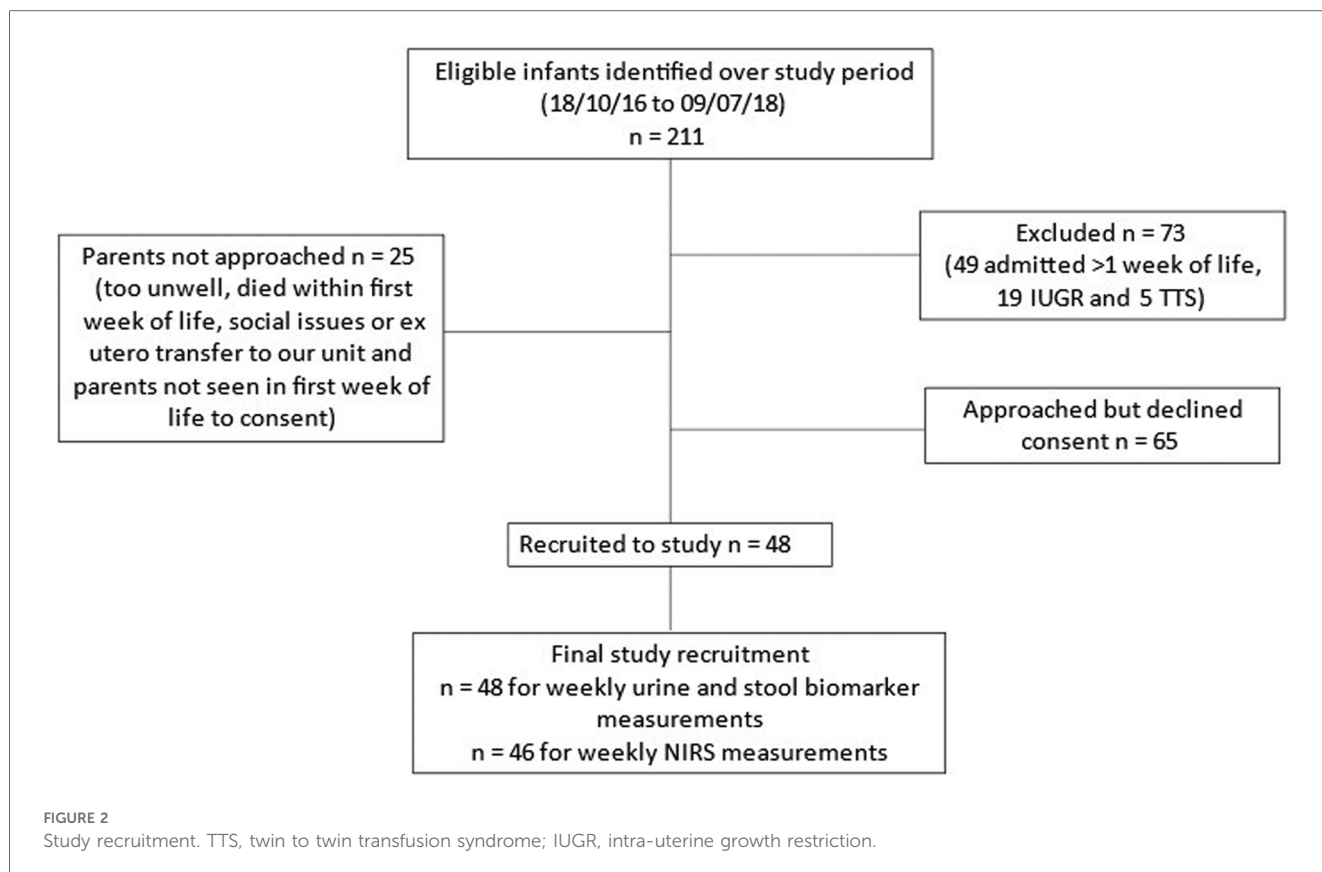 Eligible infants identified over study period
(18/10/16 to 09/07/18)
n = 211
Excluded n = 73
(49 admitted >1 week of life,
19 IUGR and 5 TTS)
Parents not approached n = 25
(too unwell, died within first
week of life, social issues or ex
utero transfer to our unit and
parents not seen in first week of
life to consent)
Approached but declined
consent n = 65
Recruited to study n = 48
Final study recruitment
n = 48 for weekly urine and stool biomarker
measurements
n = 46 for weekly NIRS measurements
FIGURE 2
Study recruitment. TTS, twin to twin transfusion syndrome; IUGR, intra-uterine growth restriction.